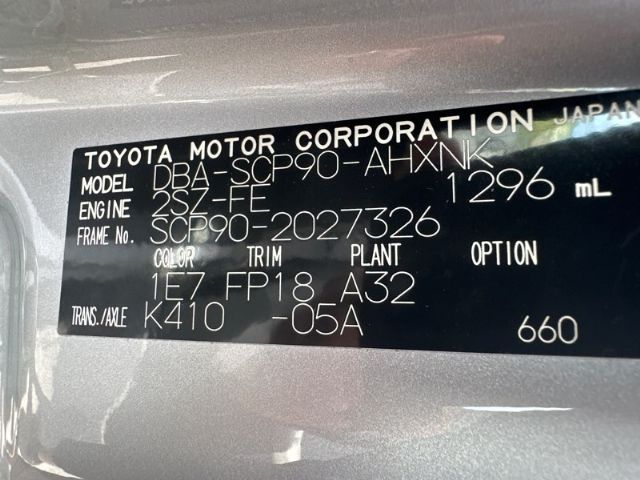 TOYOTA MOTOR CORPORATION JAPAN
MODEL DBA-SCP90-AHXNK
ENGINE 2SZ-FE 1296 mL
FRAME No. SCP90-2027326
COLOR TRIM PLANT OPTION
1E7 FP18 A32
TRANS./AXLE K410 -05A
660